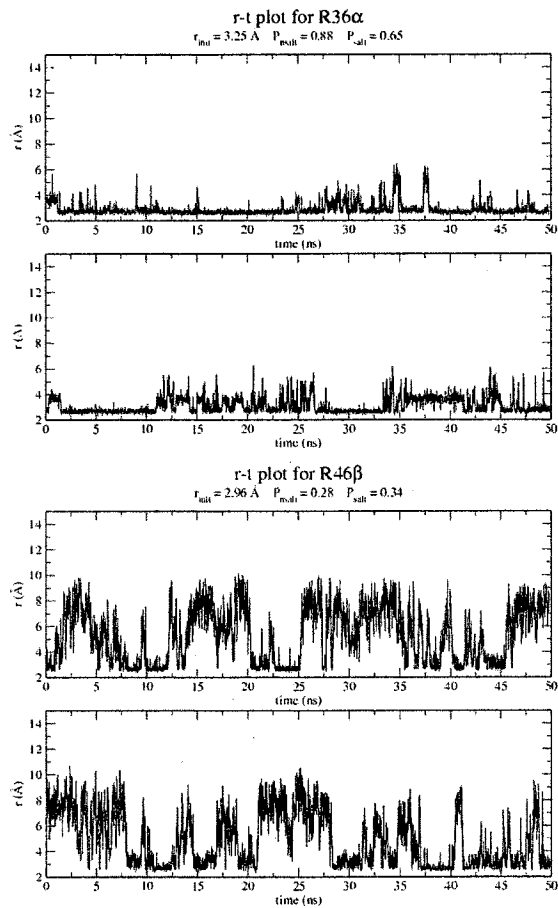 r-t plot for R36α
r_init = 3.25 Å P_nsalt = 0.88 P_salt = 0.65
14
12
10
8
6
4
2
r (Å)
0 5 10 15 20 25 30 35 40 45 50
time (ns)
14
12
10
8
6
4
2
r (Å)
0 5 10 15 20 25 30 35 40 45 50
time (ns)
r-t plot for R46β
r_init = 2.96 Å P_nsalt = 0.28 P_salt = 0.34
14
12
10
8
6
4
2
r (Å)
0 5 10 15 20 25 30 35 40 45 50
time (ns)
14
12
10
8
6
4
2
r (Å)
0 5 10 15 20 25 30 35 40 45 50
time (ns)